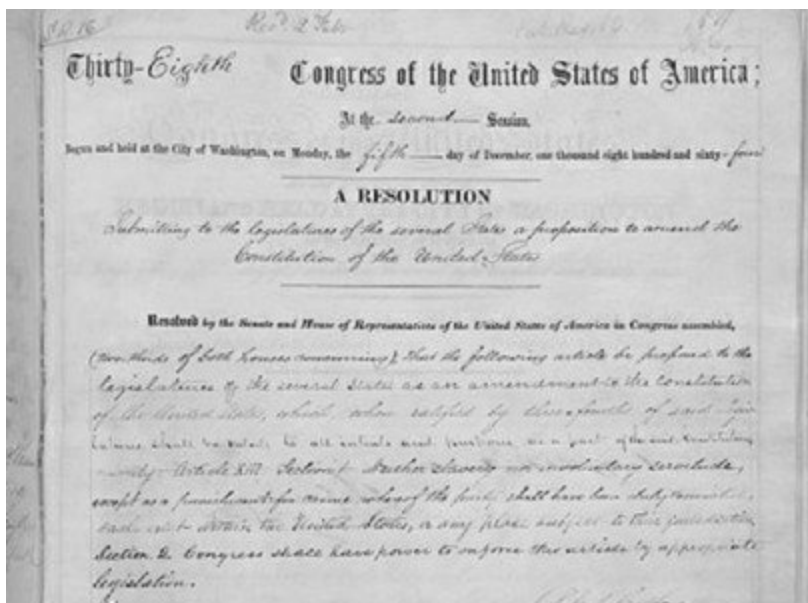 S.R. 16
Thirty-Eighth Congress of the United States of America;
At the second Session,
Begun and held at the City of Washington, on Monday, the fifth day of December, one thousand eight hundred and sixty-four
A RESOLUTION
Submitting to the legislatures of the several States a proposition to amend the
Constitution of the United States
Resolved by the Senate and House of Representatives of the United States of America in Congress assembled,
(two-thirds of both houses concurring), That the following article be proposed to the
legislatures of the several States as an amendment to the constitution
of the United States, which, when ratified by three-fourths of said
shall be valid, to all intents and purposes, as a part of the said Constitution
namely: Article XIII. Section 1. Neither slavery nor involuntary servitude,
except as a punishment for crime whereof the party shall have been duly convicted,
shall exist within the United States, or any place subject to their jurisdiction.
Section 2. Congress shall have power to enforce this article by appropriate
legislation.